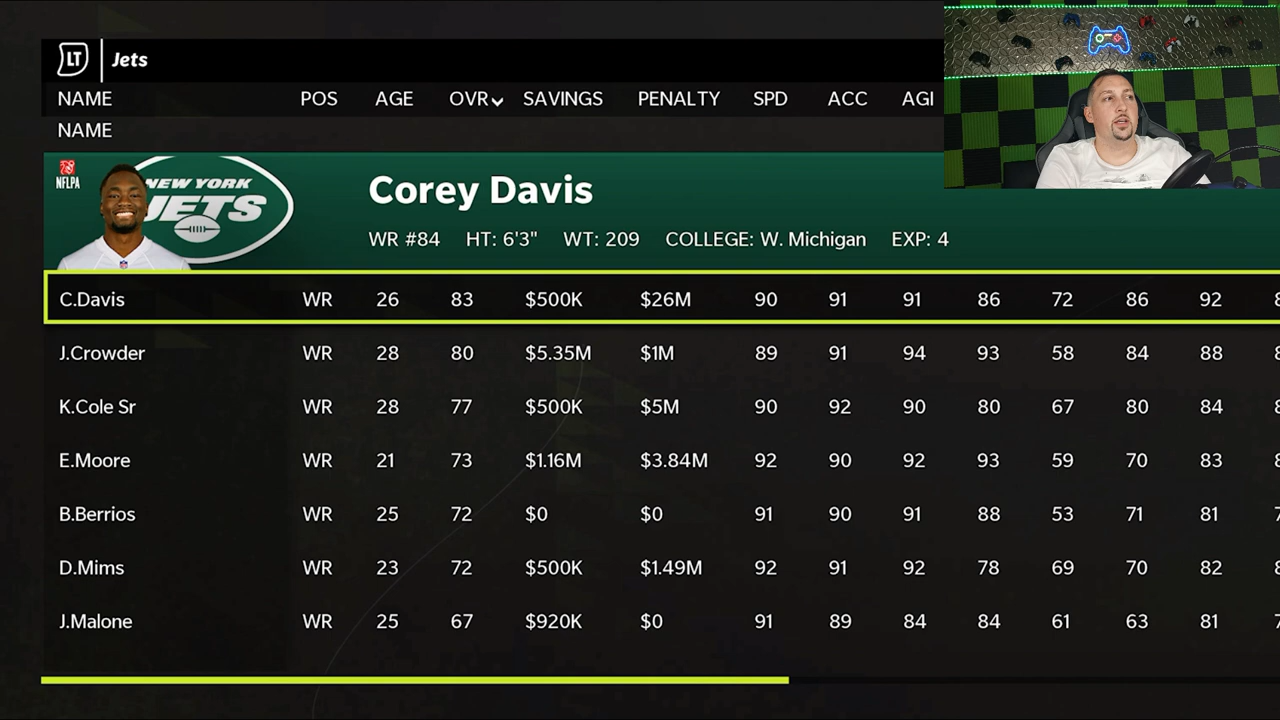 LT Jets
NAME POS AGE OVR SAVINGS PENALTY SPD ACC AGI
NAME
NFLPA
NEW YORK
JETS
Corey Davis
WR #84 HT: 6'3" WT: 209 COLLEGE: W. Michigan EXP: 4
C.Davis WR 26 83 $500K $26M 90 91 91 86 72 86 92
J.Crowder WR 28 80 $5.35M $1M 89 91 94 93 58 84 88
K.Cole Sr WR 28 77 $500K $5M 90 92 90 80 67 80 84
E.Moore WR 21 73 $1.16M $3.84M 92 90 92 93 59 70 83
B.Berrios WR 25 72 $0 $0 91 90 91 88 53 71 81
D.Mims WR 23 72 $500K $1.49M 92 91 92 78 69 70 82
J.Malone WR 25 67 $920K $0 91 89 84 84 61 63 81